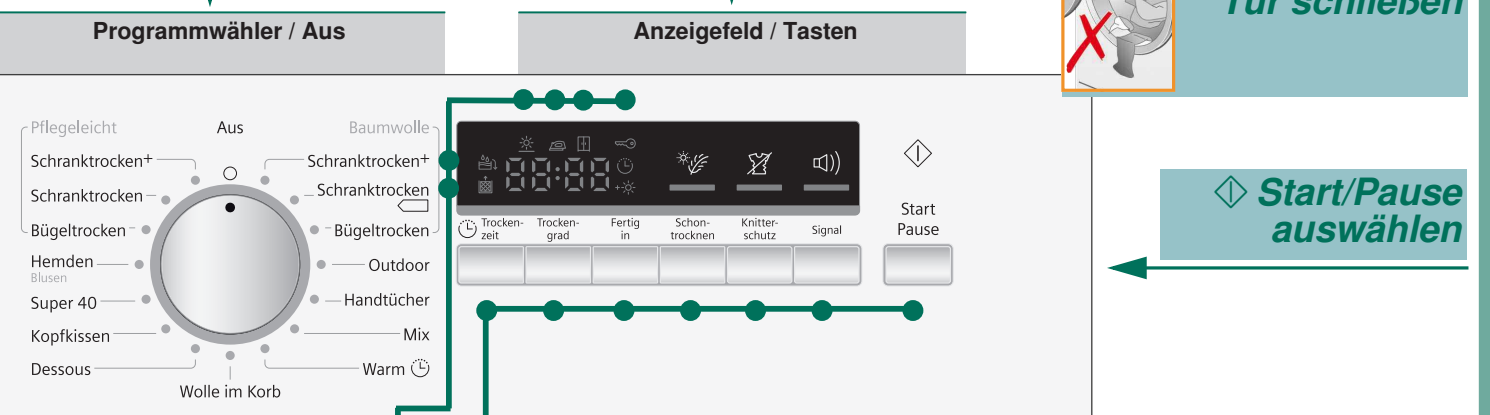 Tür schließen
Programmwähler / Aus
Anzeigefeld / Tasten
Pflegeleicht
Aus
Baumwolle
Schranktrocken+
Schranktrocken+
Schranktrocken
Schranktrocken
Bügeltrocken
Bügeltrocken
Hemden
Blusen
Outdoor
Super 40
Handtücher
Kopfkissen
Mix
Dessous
Warm
Wolle im Korb
88:88
Trocken-
zeit
Trocken-
grad
Fertig
in
Schon-
trocknen
Knitter-
schutz
Signal
Start
Pause
Start/Pause
auswählen